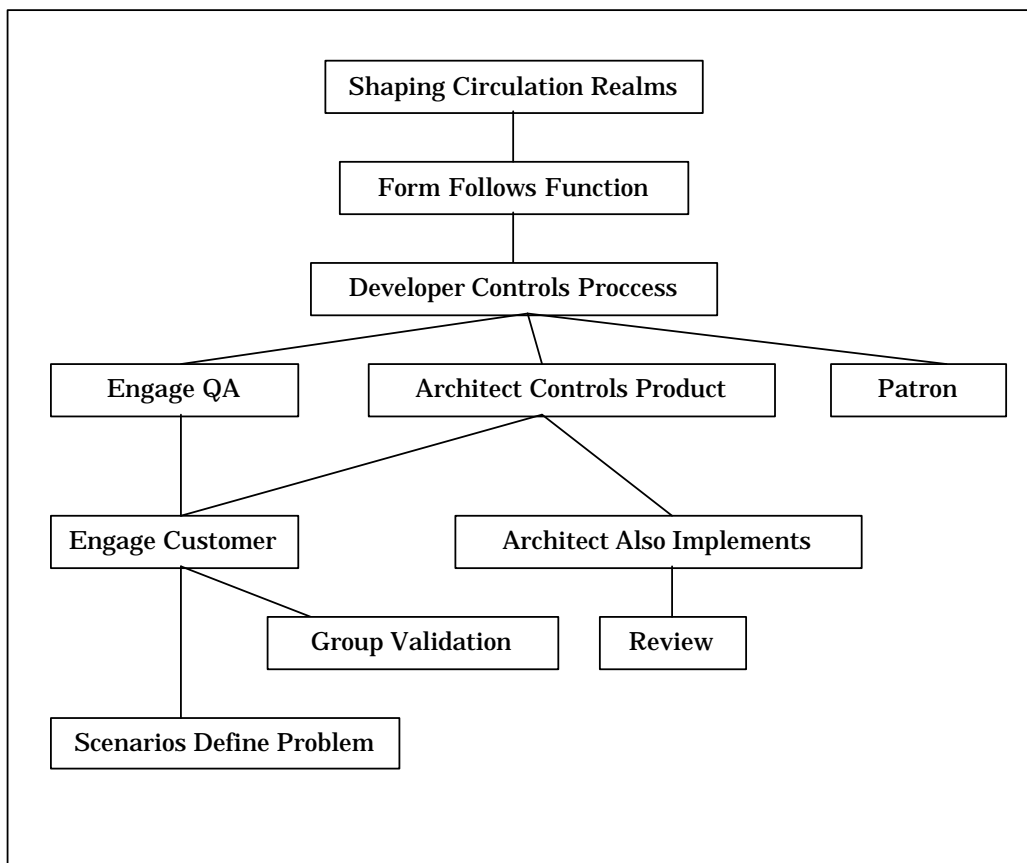 Shaping Circulation Realms
Form Follows Function
Developer Controls Proccess
Engage QA
Architect Controls Product
Patron
Engage Customer
Architect Also Implements
Group Validation
Review
Scenarios Define Problem